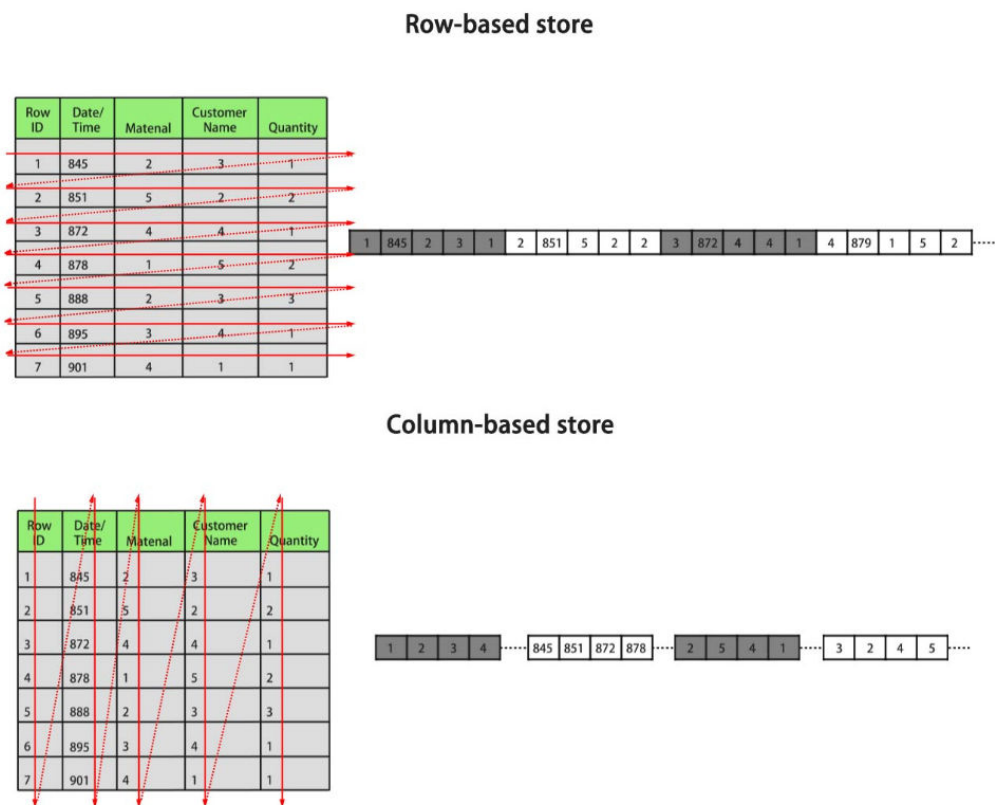 Row-based store
Row ID Date/Time Matenal Customer Name Quantity
1 845 2 3 1
2 851 5 2 2
3 872 4 4 1
4 878 1 5 2
5 888 2 3 3
6 895 3 4 1
7 901 4 1 1
1 845 2 3 1 2 851 5 2 2 3 872 4 4 1 4 879 1 5 2
Column-based store
Row ID Date/Time Matenal Customer Name Quantity
1 845 2 3 1
2 851 5 2 2
3 872 4 4 1
4 878 1 5 2
5 888 2 3 3
6 895 3 4 1
7 901 4 1 1
1 2 3 4 845 851 872 878 2 5 4 1 3 2 4 5